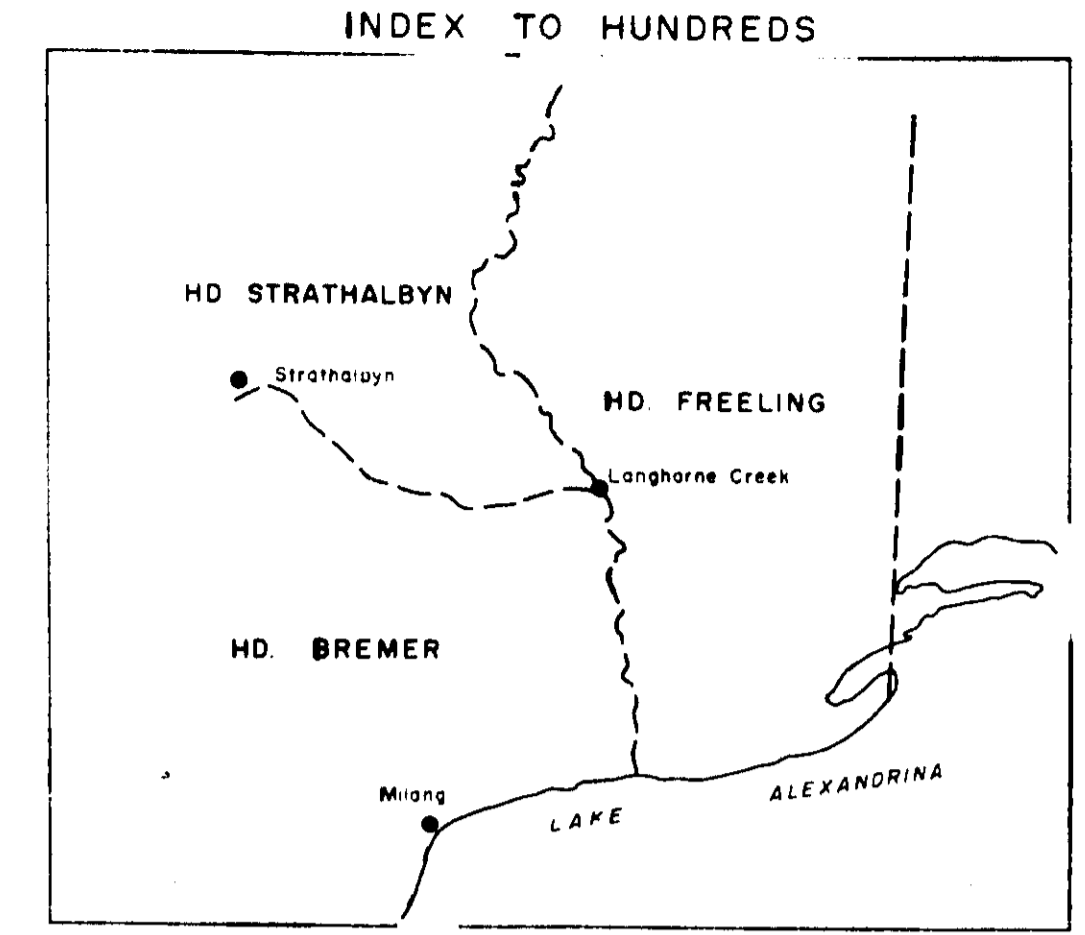 INDEX TO HUNDREDS
HD STRATHALBYN
Strathalbyn
HD. FREELING
Langhorne Creek
HD. BREMER
Milang
LAKE ALEXANDRINA